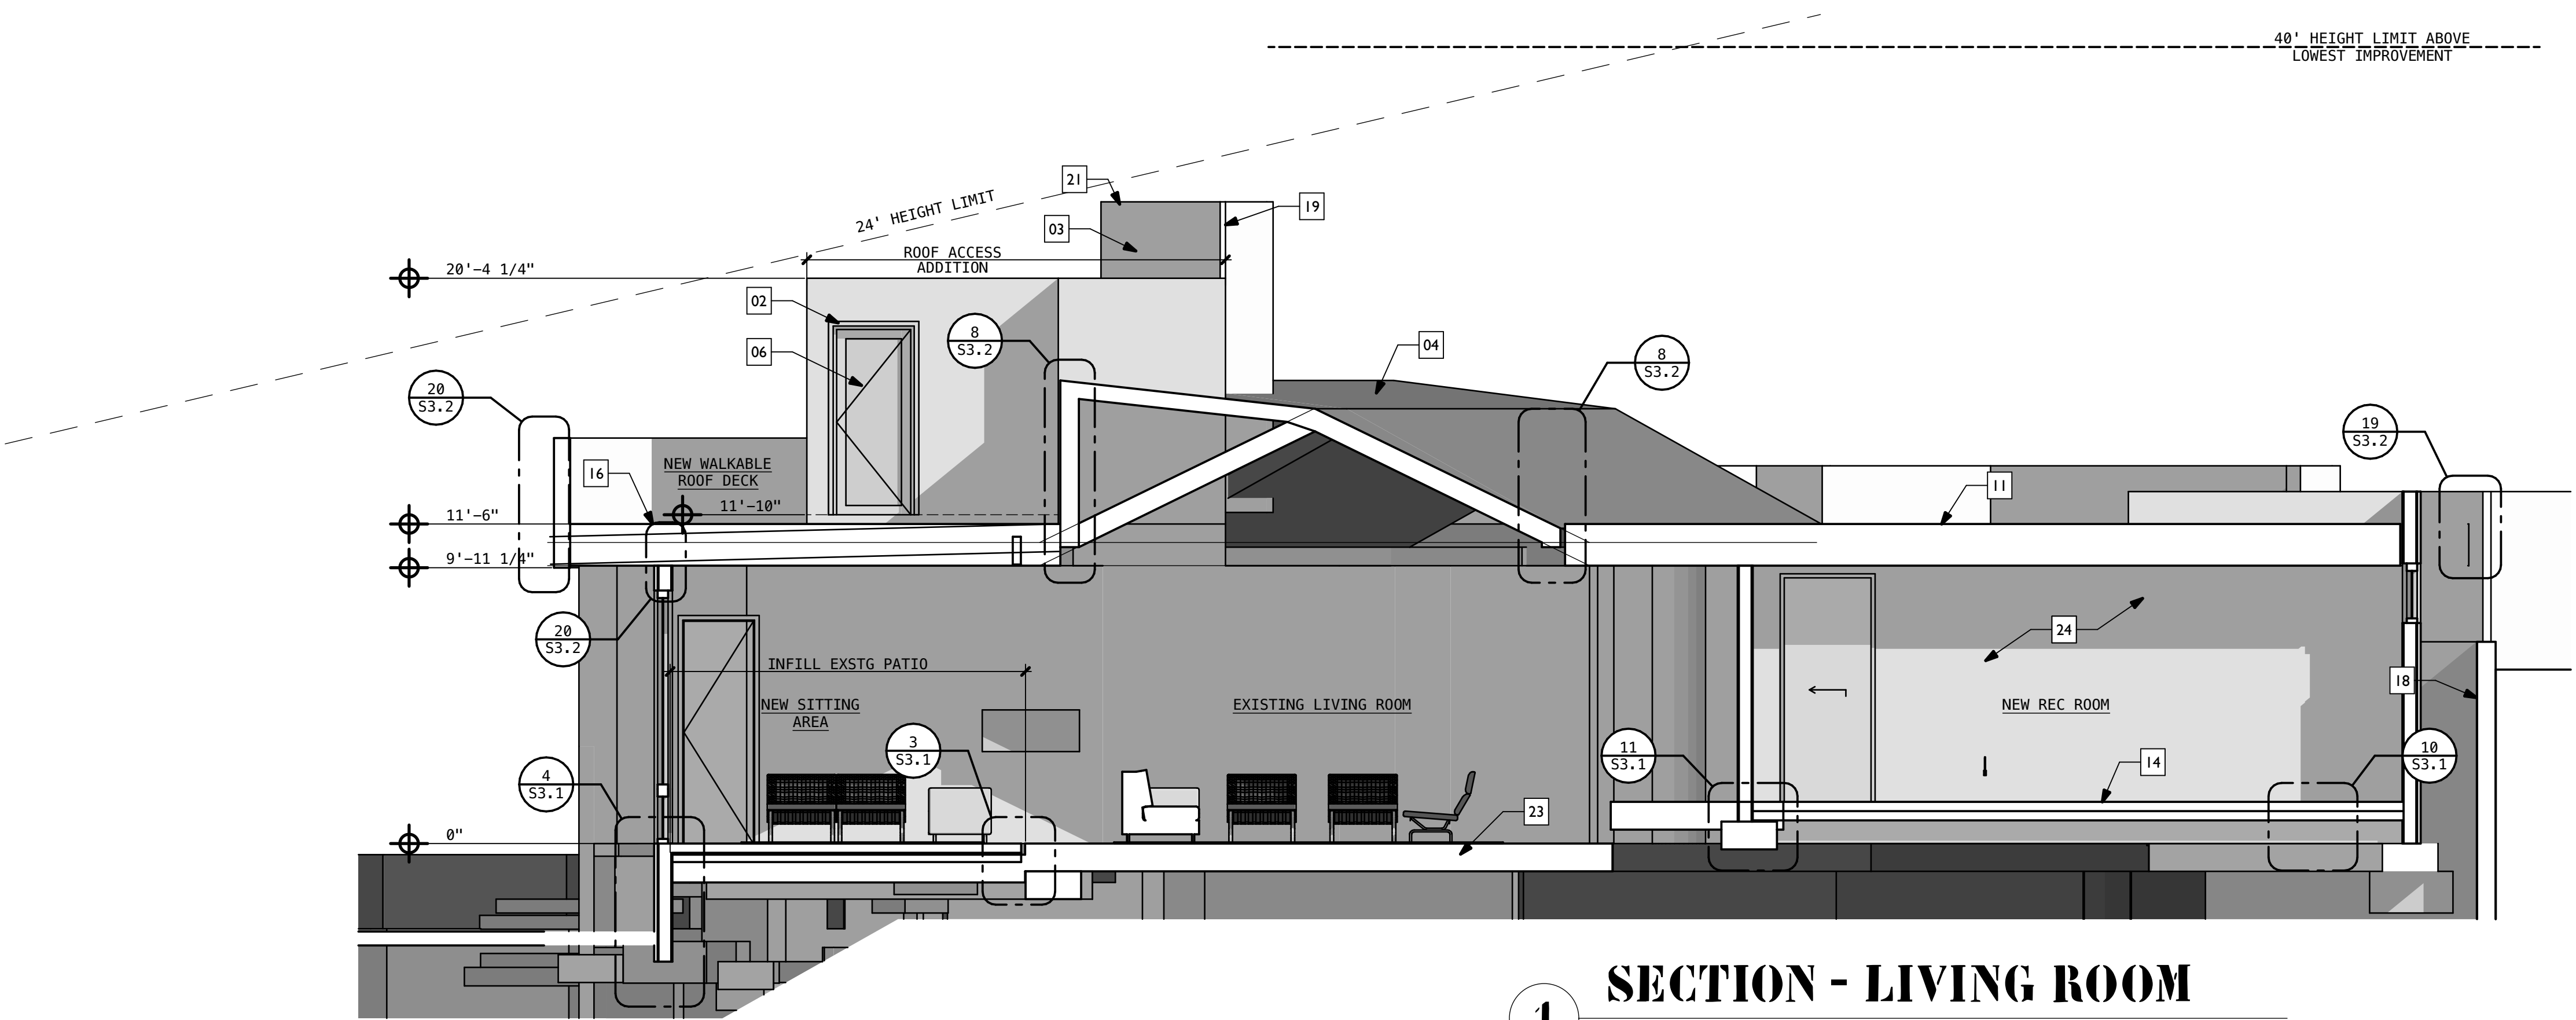 40' HEIGHT LIMIT ABOVE
LOWEST IMPROVEMENT
24' HEIGHT LIMIT
21
19
03
ROOF ACCESS
ADDITION
20'-4 1/4"
02
06
8
S3.2
04
8
S3.2
20
S3.2
19
S3.2
16
NEW WALKABLE
ROOF DECK
11
11'-10"
11'-6"
9'-11 1/4"
20
S3.2
24
INFILL EXSTG PATIO
18
NEW SITTING
AREA
EXISTING LIVING ROOM
NEW REC ROOM
3
S3.1
11
S3.1
10
S3.1
4
S3.1
14
23
0"
SECTION - LIVING ROOM
1